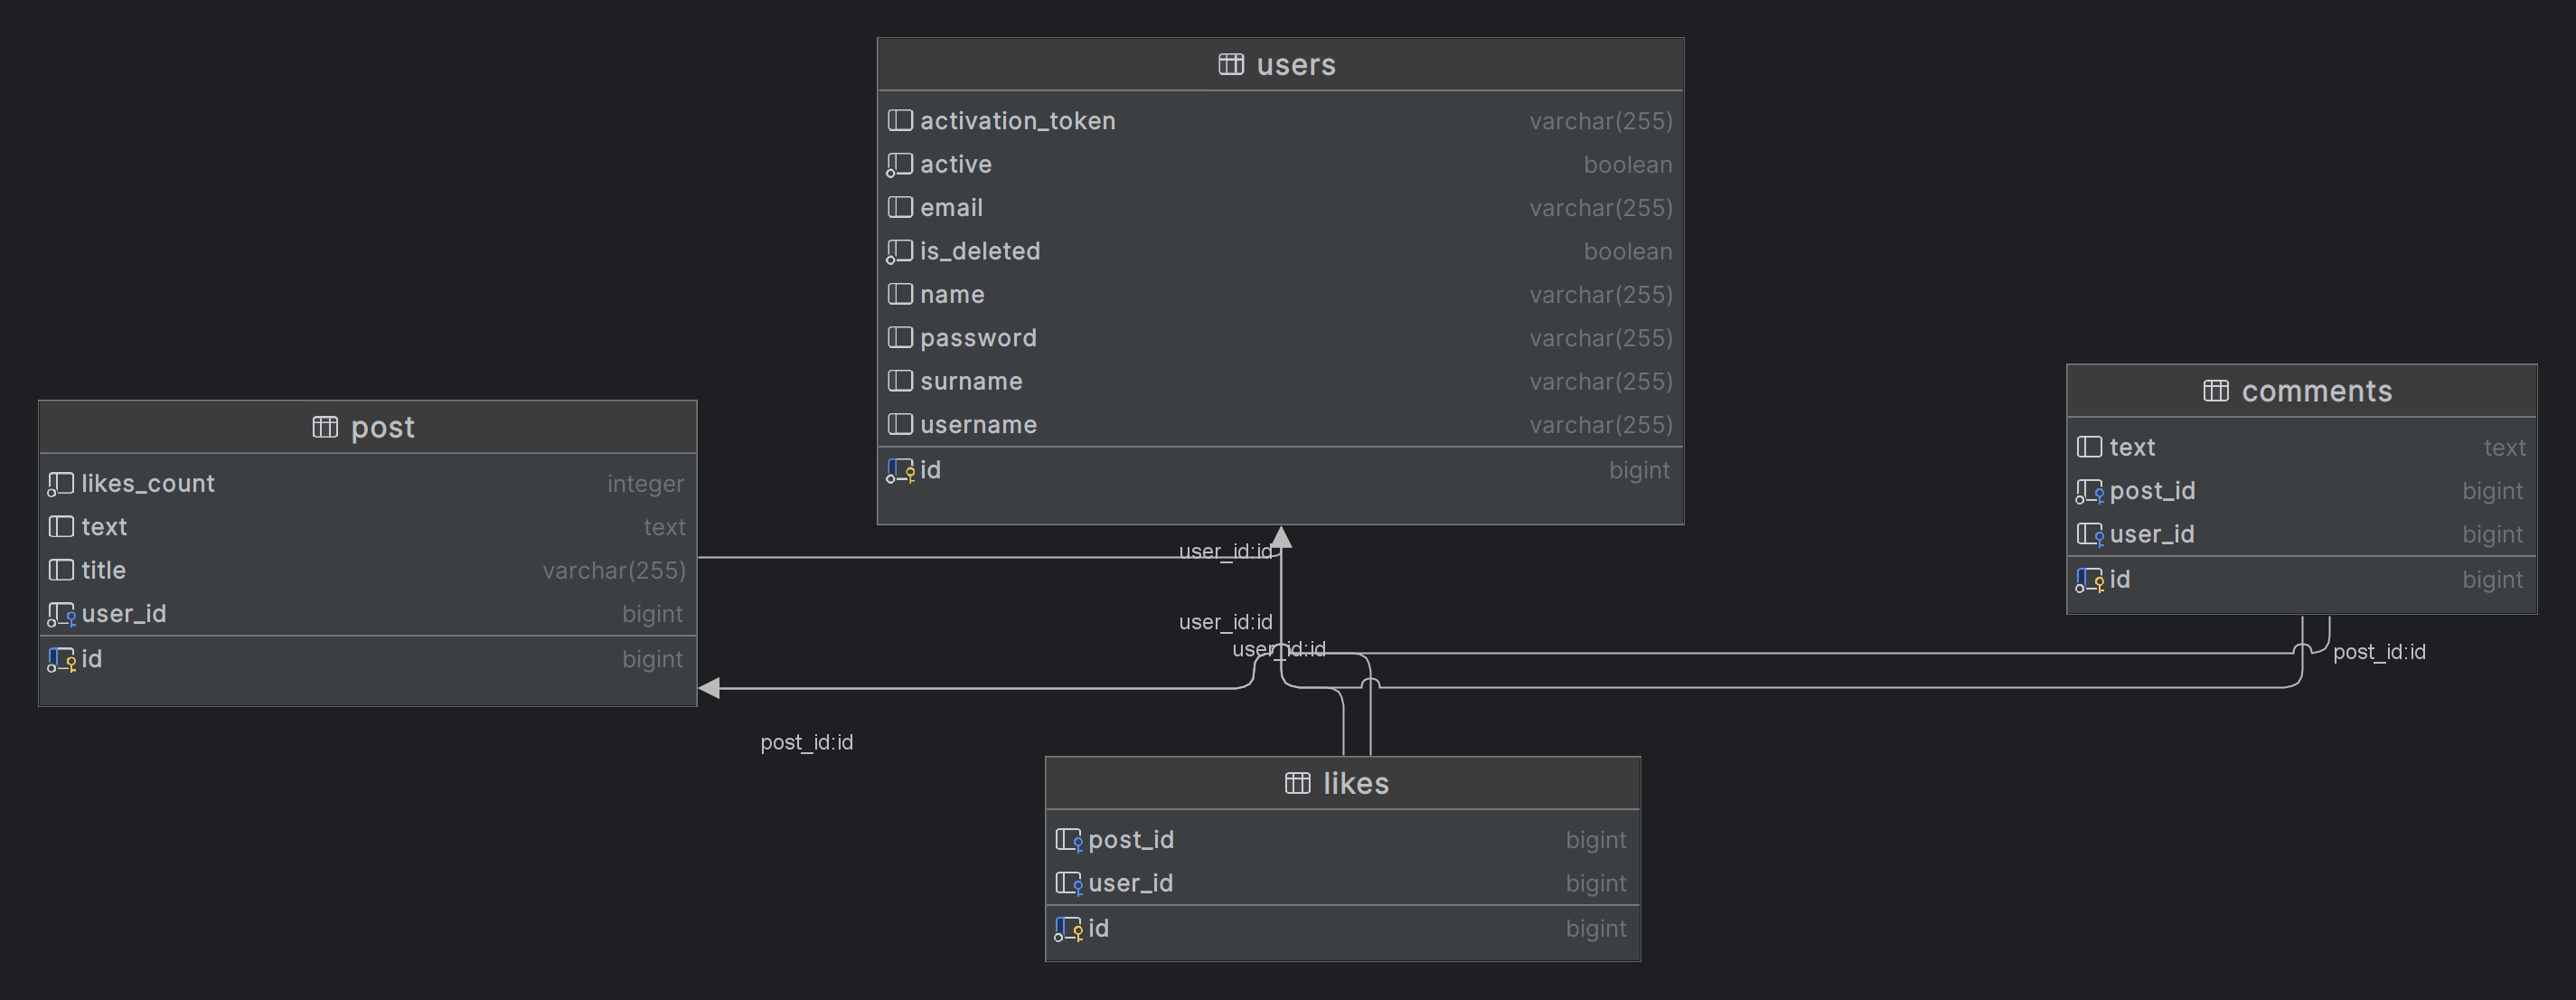 users
activation_token varchar(255)
active boolean
email varchar(255)
is_deleted boolean
name varchar(255)
password varchar(255)
surname varchar(255)
username varchar(255)
id bigint
post
likes_count integer
text text
title varchar(255)
user_id bigint
id bigint
comments
text text
post_id bigint
user_id bigint
id bigint
user_id:id
user_id:id
user_id:id
post_id:id
post_id:id
likes
post_id bigint
user_id bigint
id bigint